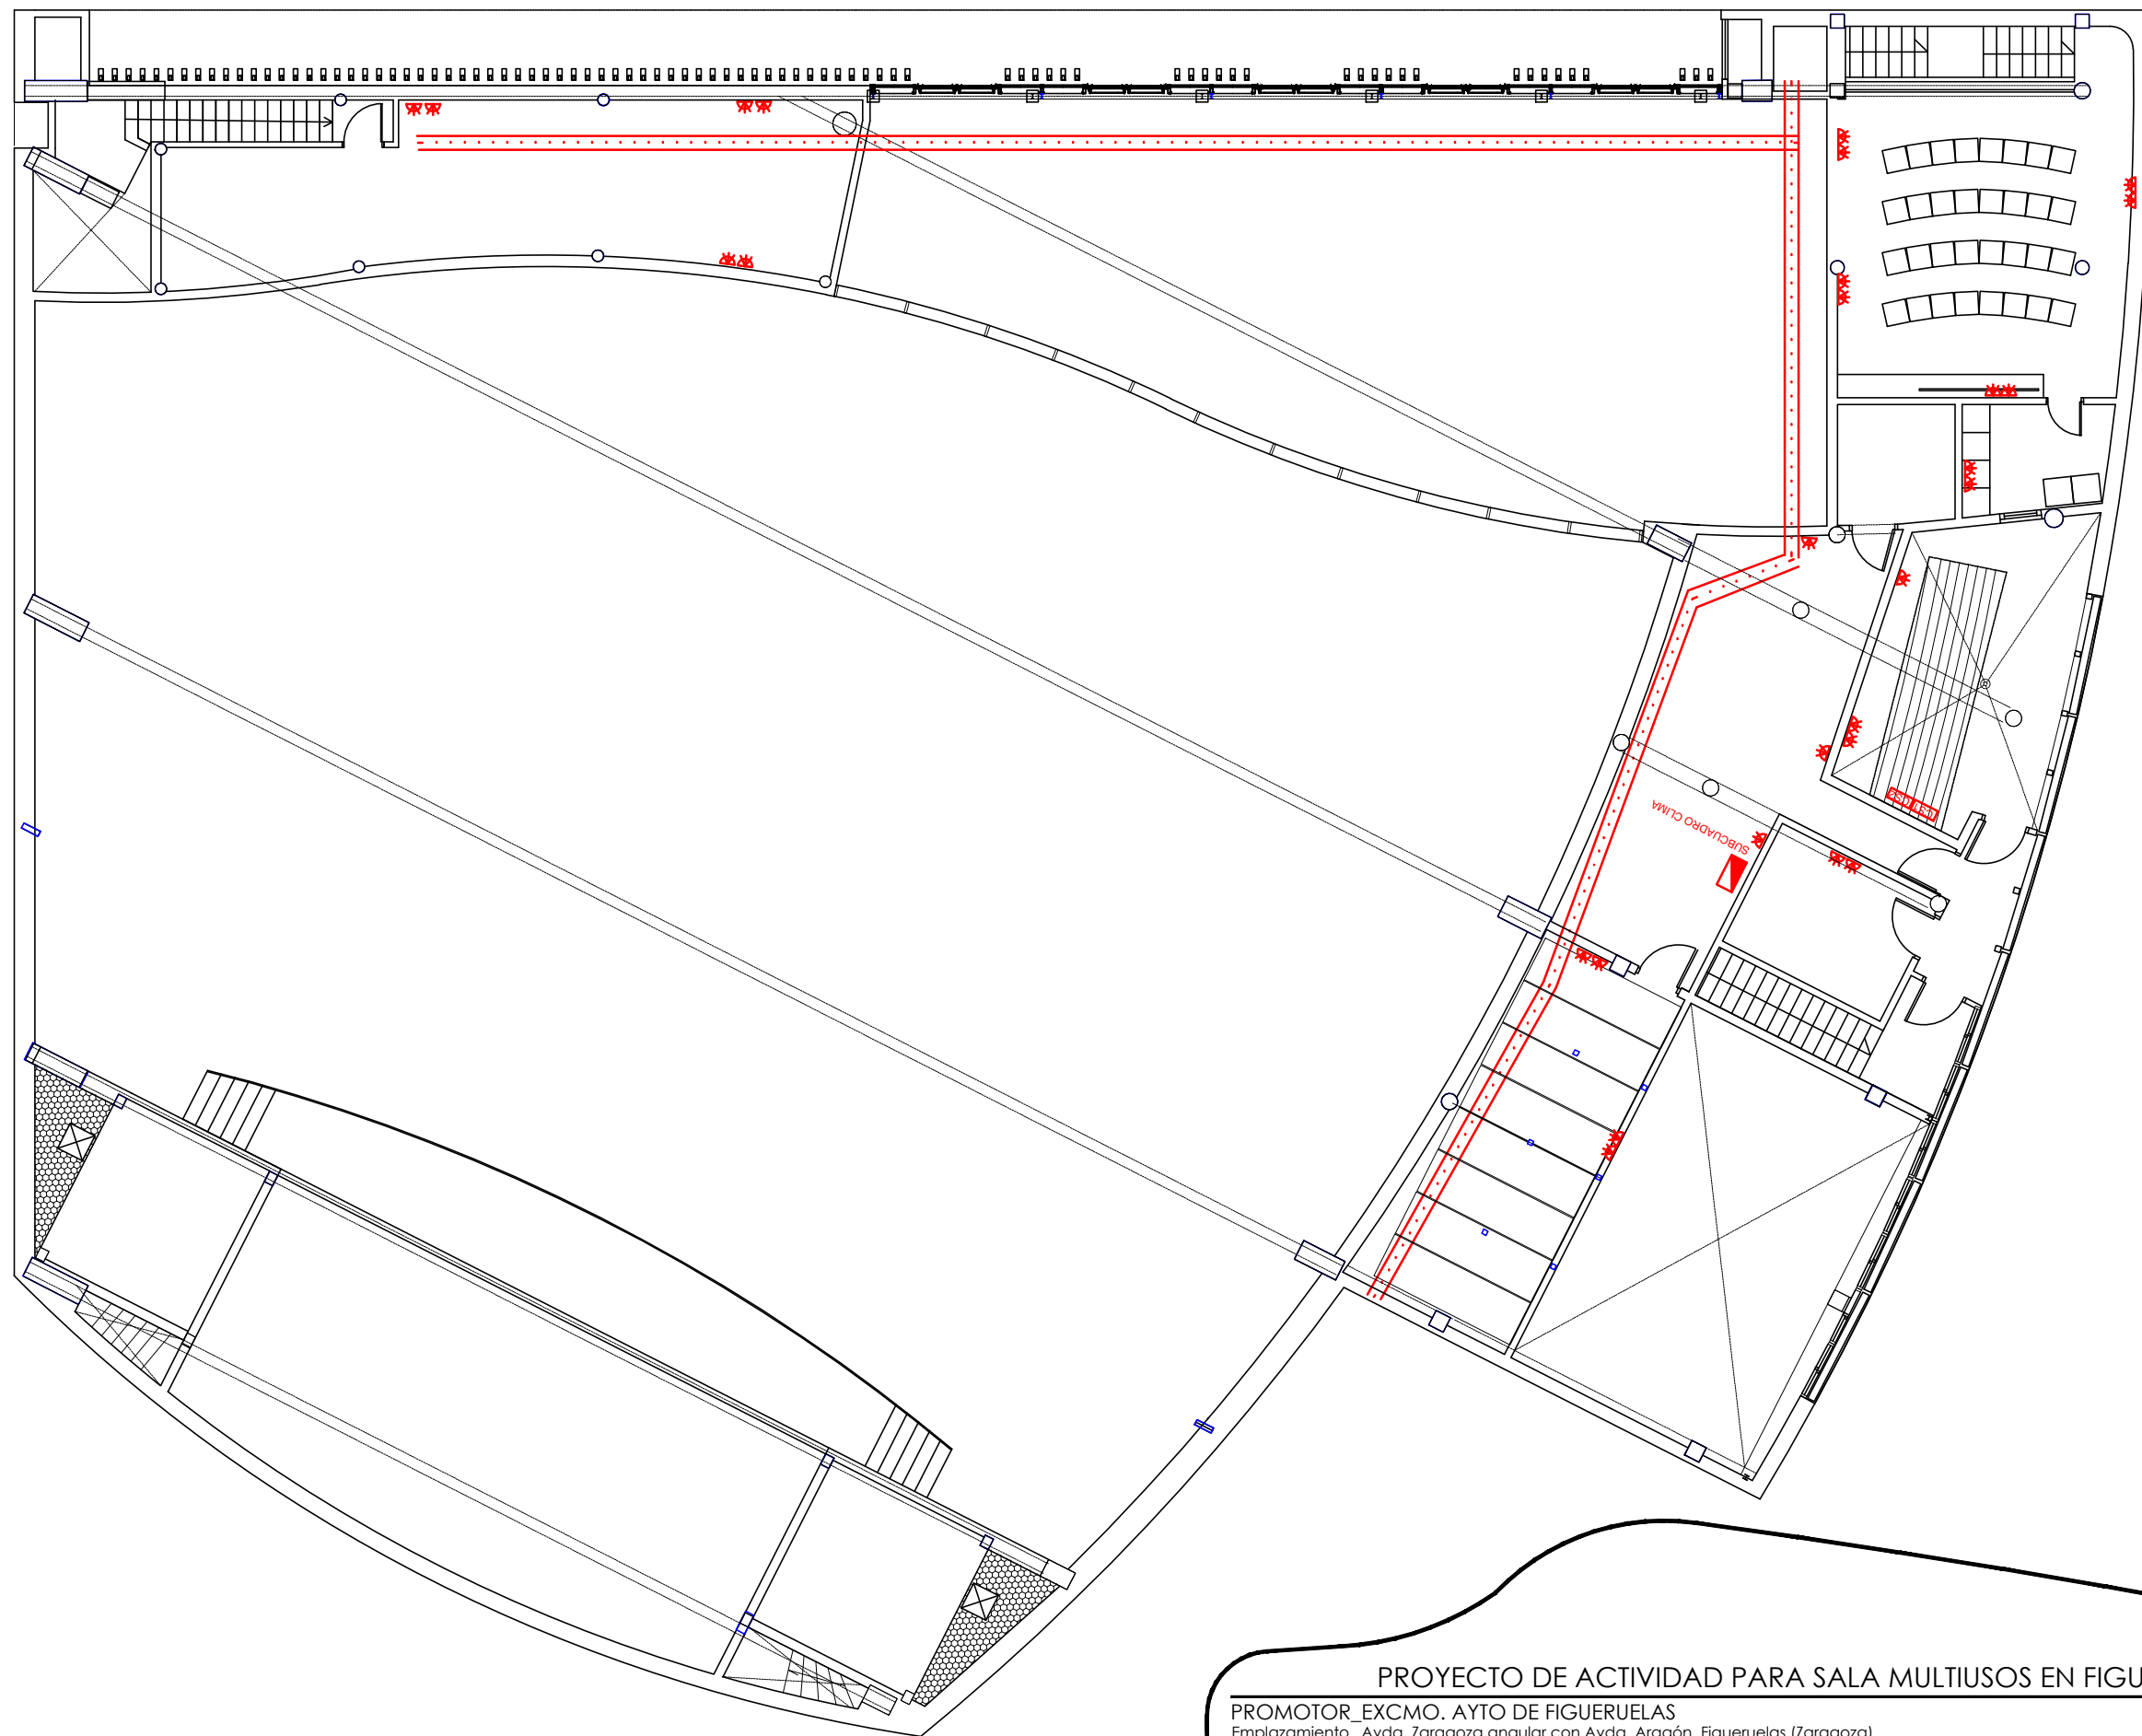 SUBCUADRO CLIMA
PROYECTO DE ACTIVIDAD PARA SALA MULTIUSOS EN FIGU
PROMOTOR_EXCMO. AYTO DE FIGUERUELAS
Emplazamiento_ Avda. Zaragoza angular con Avda. Aragón. Figueruelas (Zaragoza)